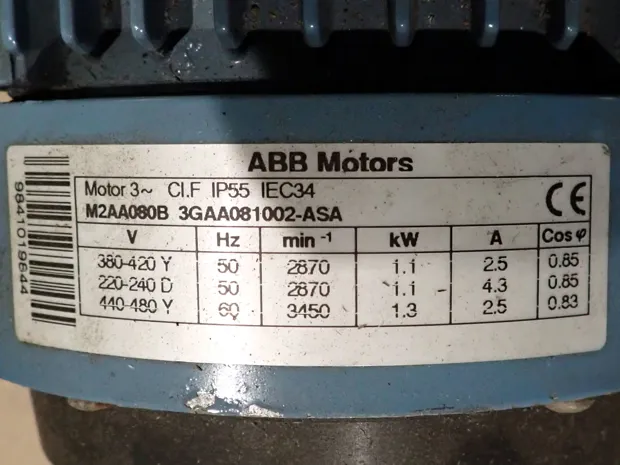 ABB Motors
Motor 3~ Cl.F IP55 IEC34
CE
M2AA080B 3GAA081002-ASA
V Hz min⁻¹ kW A Cos φ
380-420 Y 50 2870 1.1 2.5 0.85
220-240 D 50 2870 1.1 4.3 0.85
440-480 Y 60 3450 1.3 2.5 0.83
9841019644